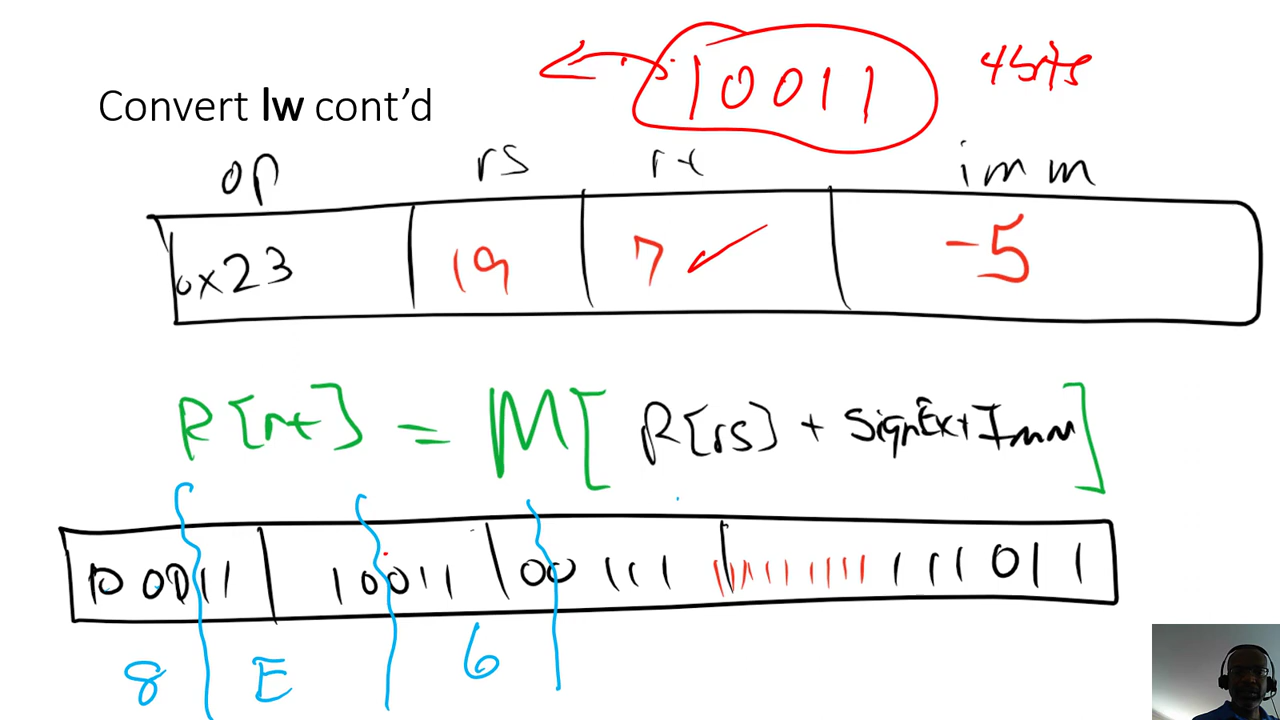 10011 4bits
Convert lw cont'd
op rs rt imm
0x23 19 7 ✓ -5
R[rt] = M[ R[rs] + SignExtImm ]
100011 10011 00111 1111111111111011
8 E 6